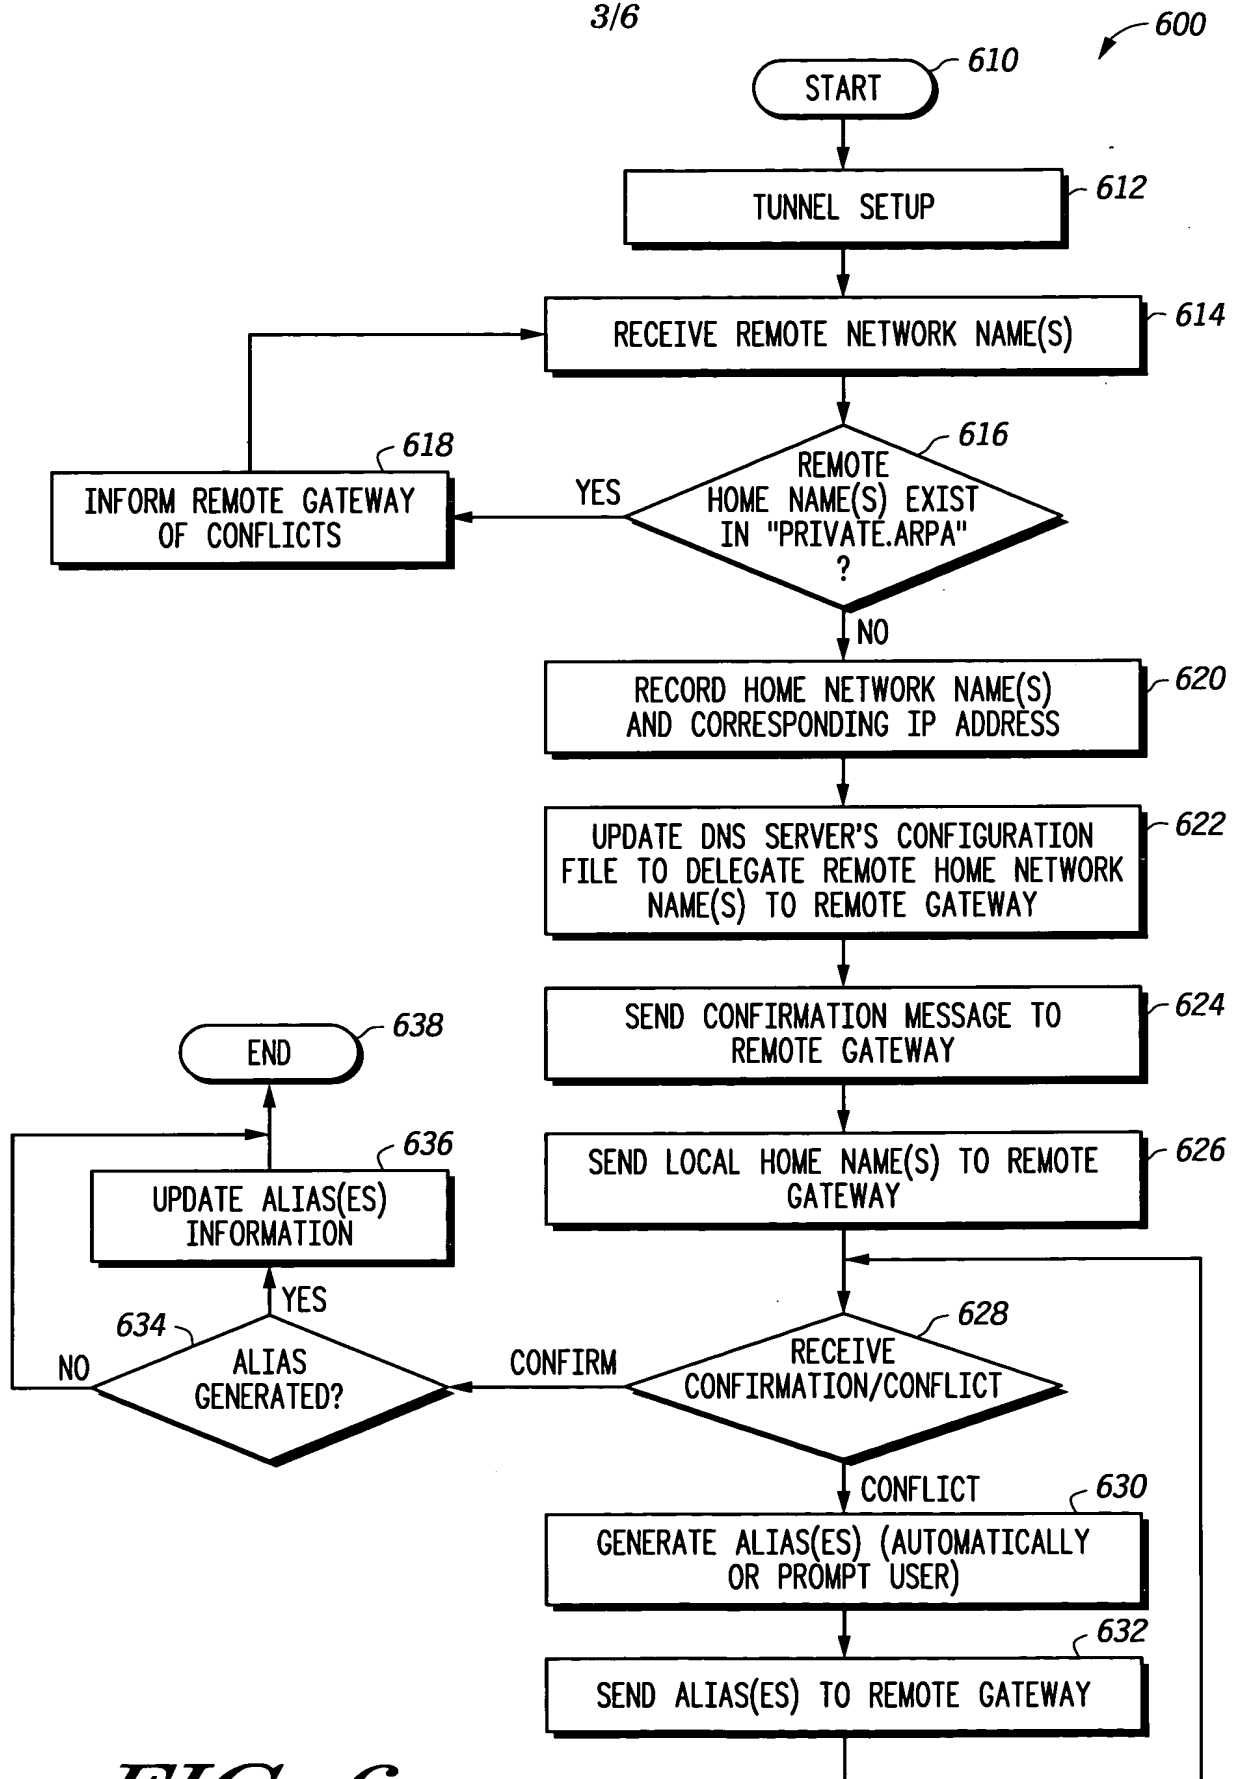 3/6
600
START
610
TUNNEL SETUP
612
RECEIVE REMOTE NETWORK NAME(S)
614
REMOTE
HOME NAME(S) EXIST
IN "PRIVATE.ARPA"
?
616
YES
618
INFORM REMOTE GATEWAY
OF CONFLICTS
NO
RECORD HOME NETWORK NAME(S)
AND CORRESPONDING IP ADDRESS
620
UPDATE DNS SERVER'S CONFIGURATION
FILE TO DELEGATE REMOTE HOME NETWORK
NAME(S) TO REMOTE GATEWAY
622
SEND CONFIRMATION MESSAGE TO
REMOTE GATEWAY
624
SEND LOCAL HOME NAME(S) TO REMOTE
GATEWAY
626
RECEIVE
CONFIRMATION/CONFLICT
628
CONFIRM
634
ALIAS
GENERATED?
NO
YES
636
UPDATE ALIAS(ES)
INFORMATION
END
638
CONFLICT
630
GENERATE ALIAS(ES) (AUTOMATICALLY
OR PROMPT USER)
632
SEND ALIAS(ES) TO REMOTE GATEWAY
FIG. 6